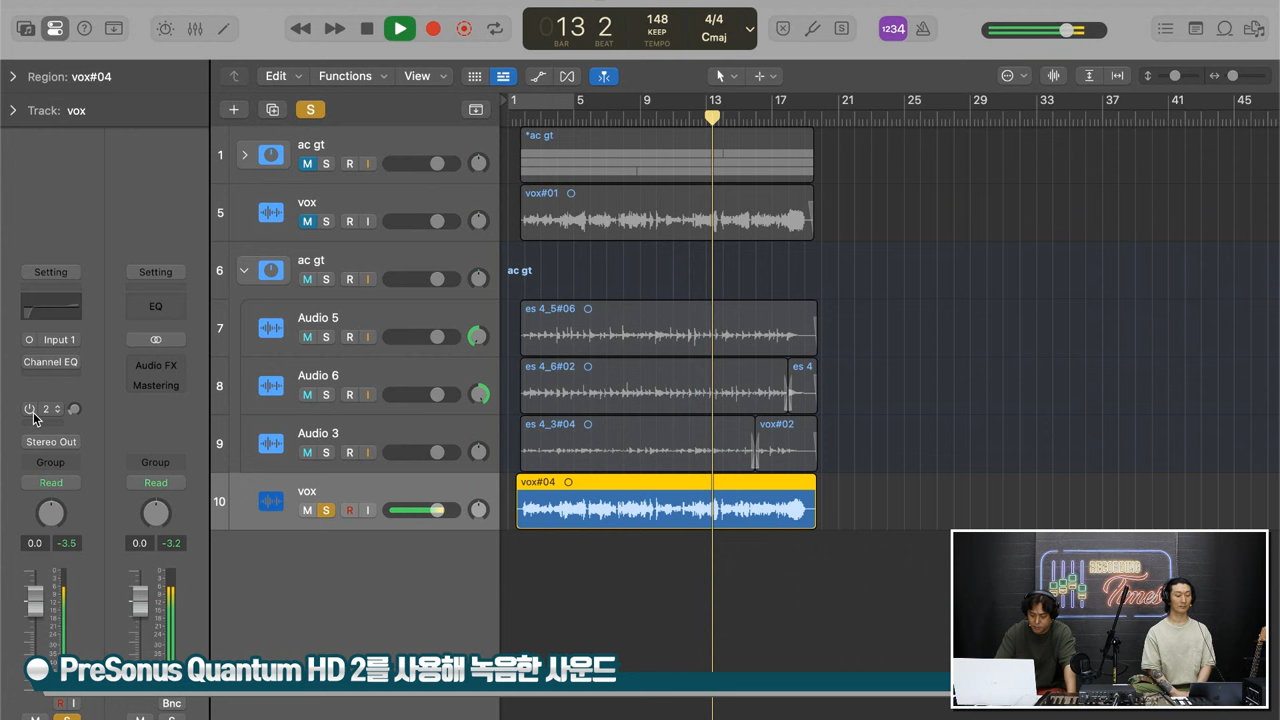 13 2
BAR BEAT
148
KEEP
TEMPO
4/4
Cmaj
1234
Region: vox#04
Track: vox
Edit
Functions
View
S
1 5 9 13 17 21 25 29 33 37 41 45
1
ac gt
M S R I
*ac gt
5
vox
M S R I
vox#01
6
ac gt
M S R I
ac gt
7
Audio 5
M S R I
es 4_5#06
8
Audio 6
M S R I
es 4_6#02
es 4
9
Audio 3
M S R I
es 4_3#04
vox#02
10
vox
M S R I
vox#04
Setting
Setting
EQ
Input 1
Channel EQ
Audio FX
Mastering
2
Stereo Out
Group
Group
Read
Read
0.0 -3.5
0.0 -3.2
R I
Bnc
RECORDING
Times
PreSonus Quantum HD 2를 사용해 녹음한 사운드